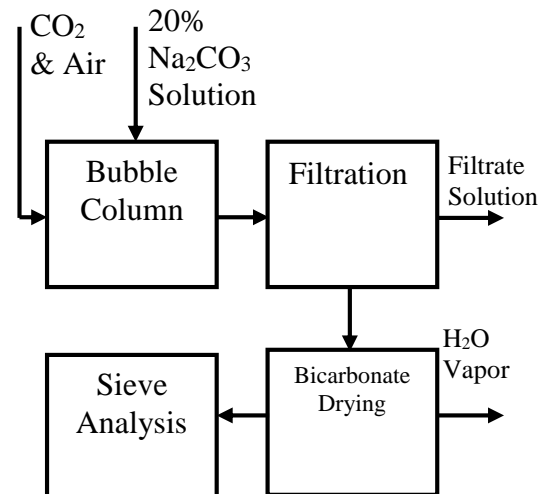 CO₂
& Air
20%
Na₂CO₃
Solution
Bubble
Column
Filtration
Filtrate
Solution
Sieve
Analysis
Bicarbonate
Drying
H₂O
Vapor